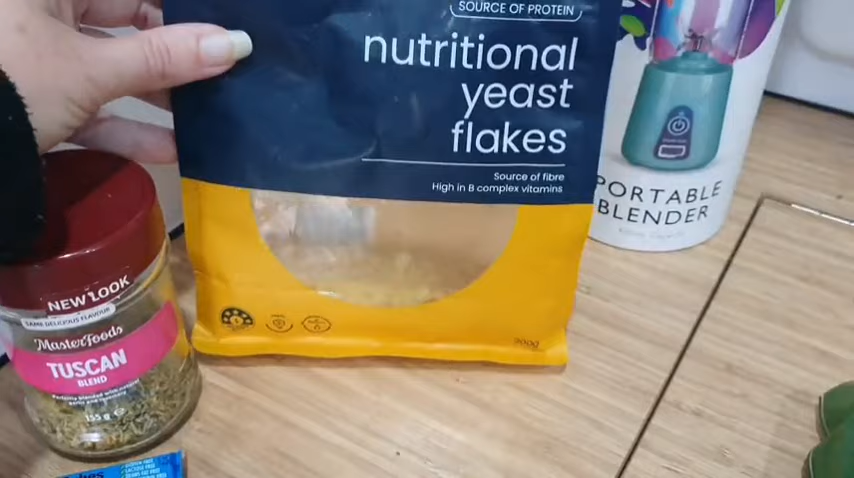 SOURCE OF PROTEIN
nutritional
yeast
flakes
Source of fibre
High in B complex vitamins
PORTABLE
BLENDER
NEW LOOK
SAME DELICIOUS FLAVOUR
MasterFoods
TUSCAN
BLEND
155 g